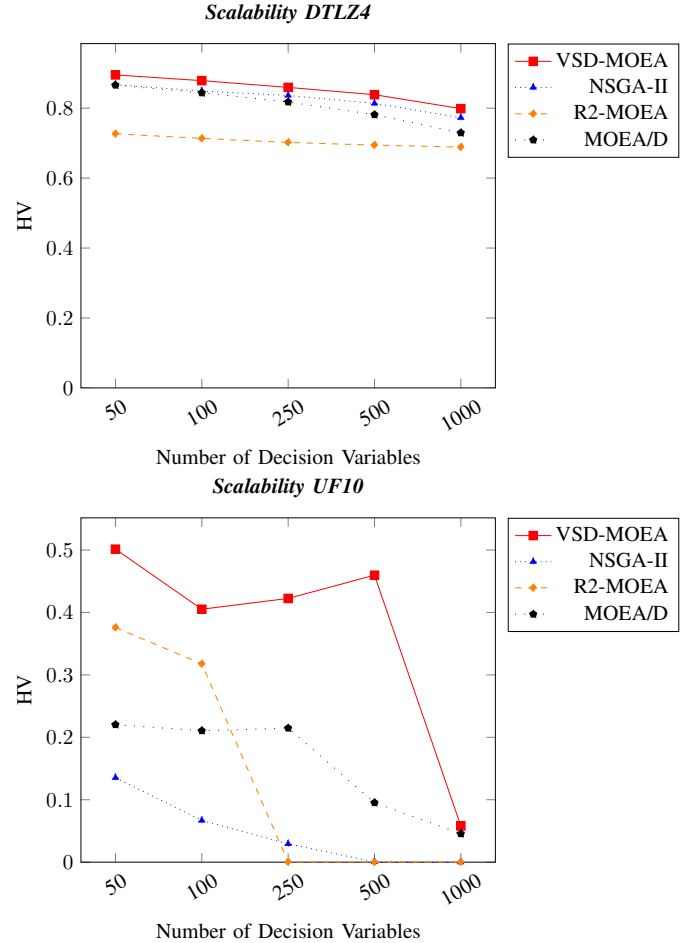 Scalability DTLZ4
VSD-MOEA
NSGA-II
R2-MOEA
MOEA/D
HV
0.8
0.6
0.4
0.2
0
50
100
250
500
1000
Number of Decision Variables
Scalability UF10
VSD-MOEA
NSGA-II
R2-MOEA
MOEA/D
HV
0.5
0.4
0.3
0.2
0.1
0
50
100
250
500
1000
Number of Decision Variables